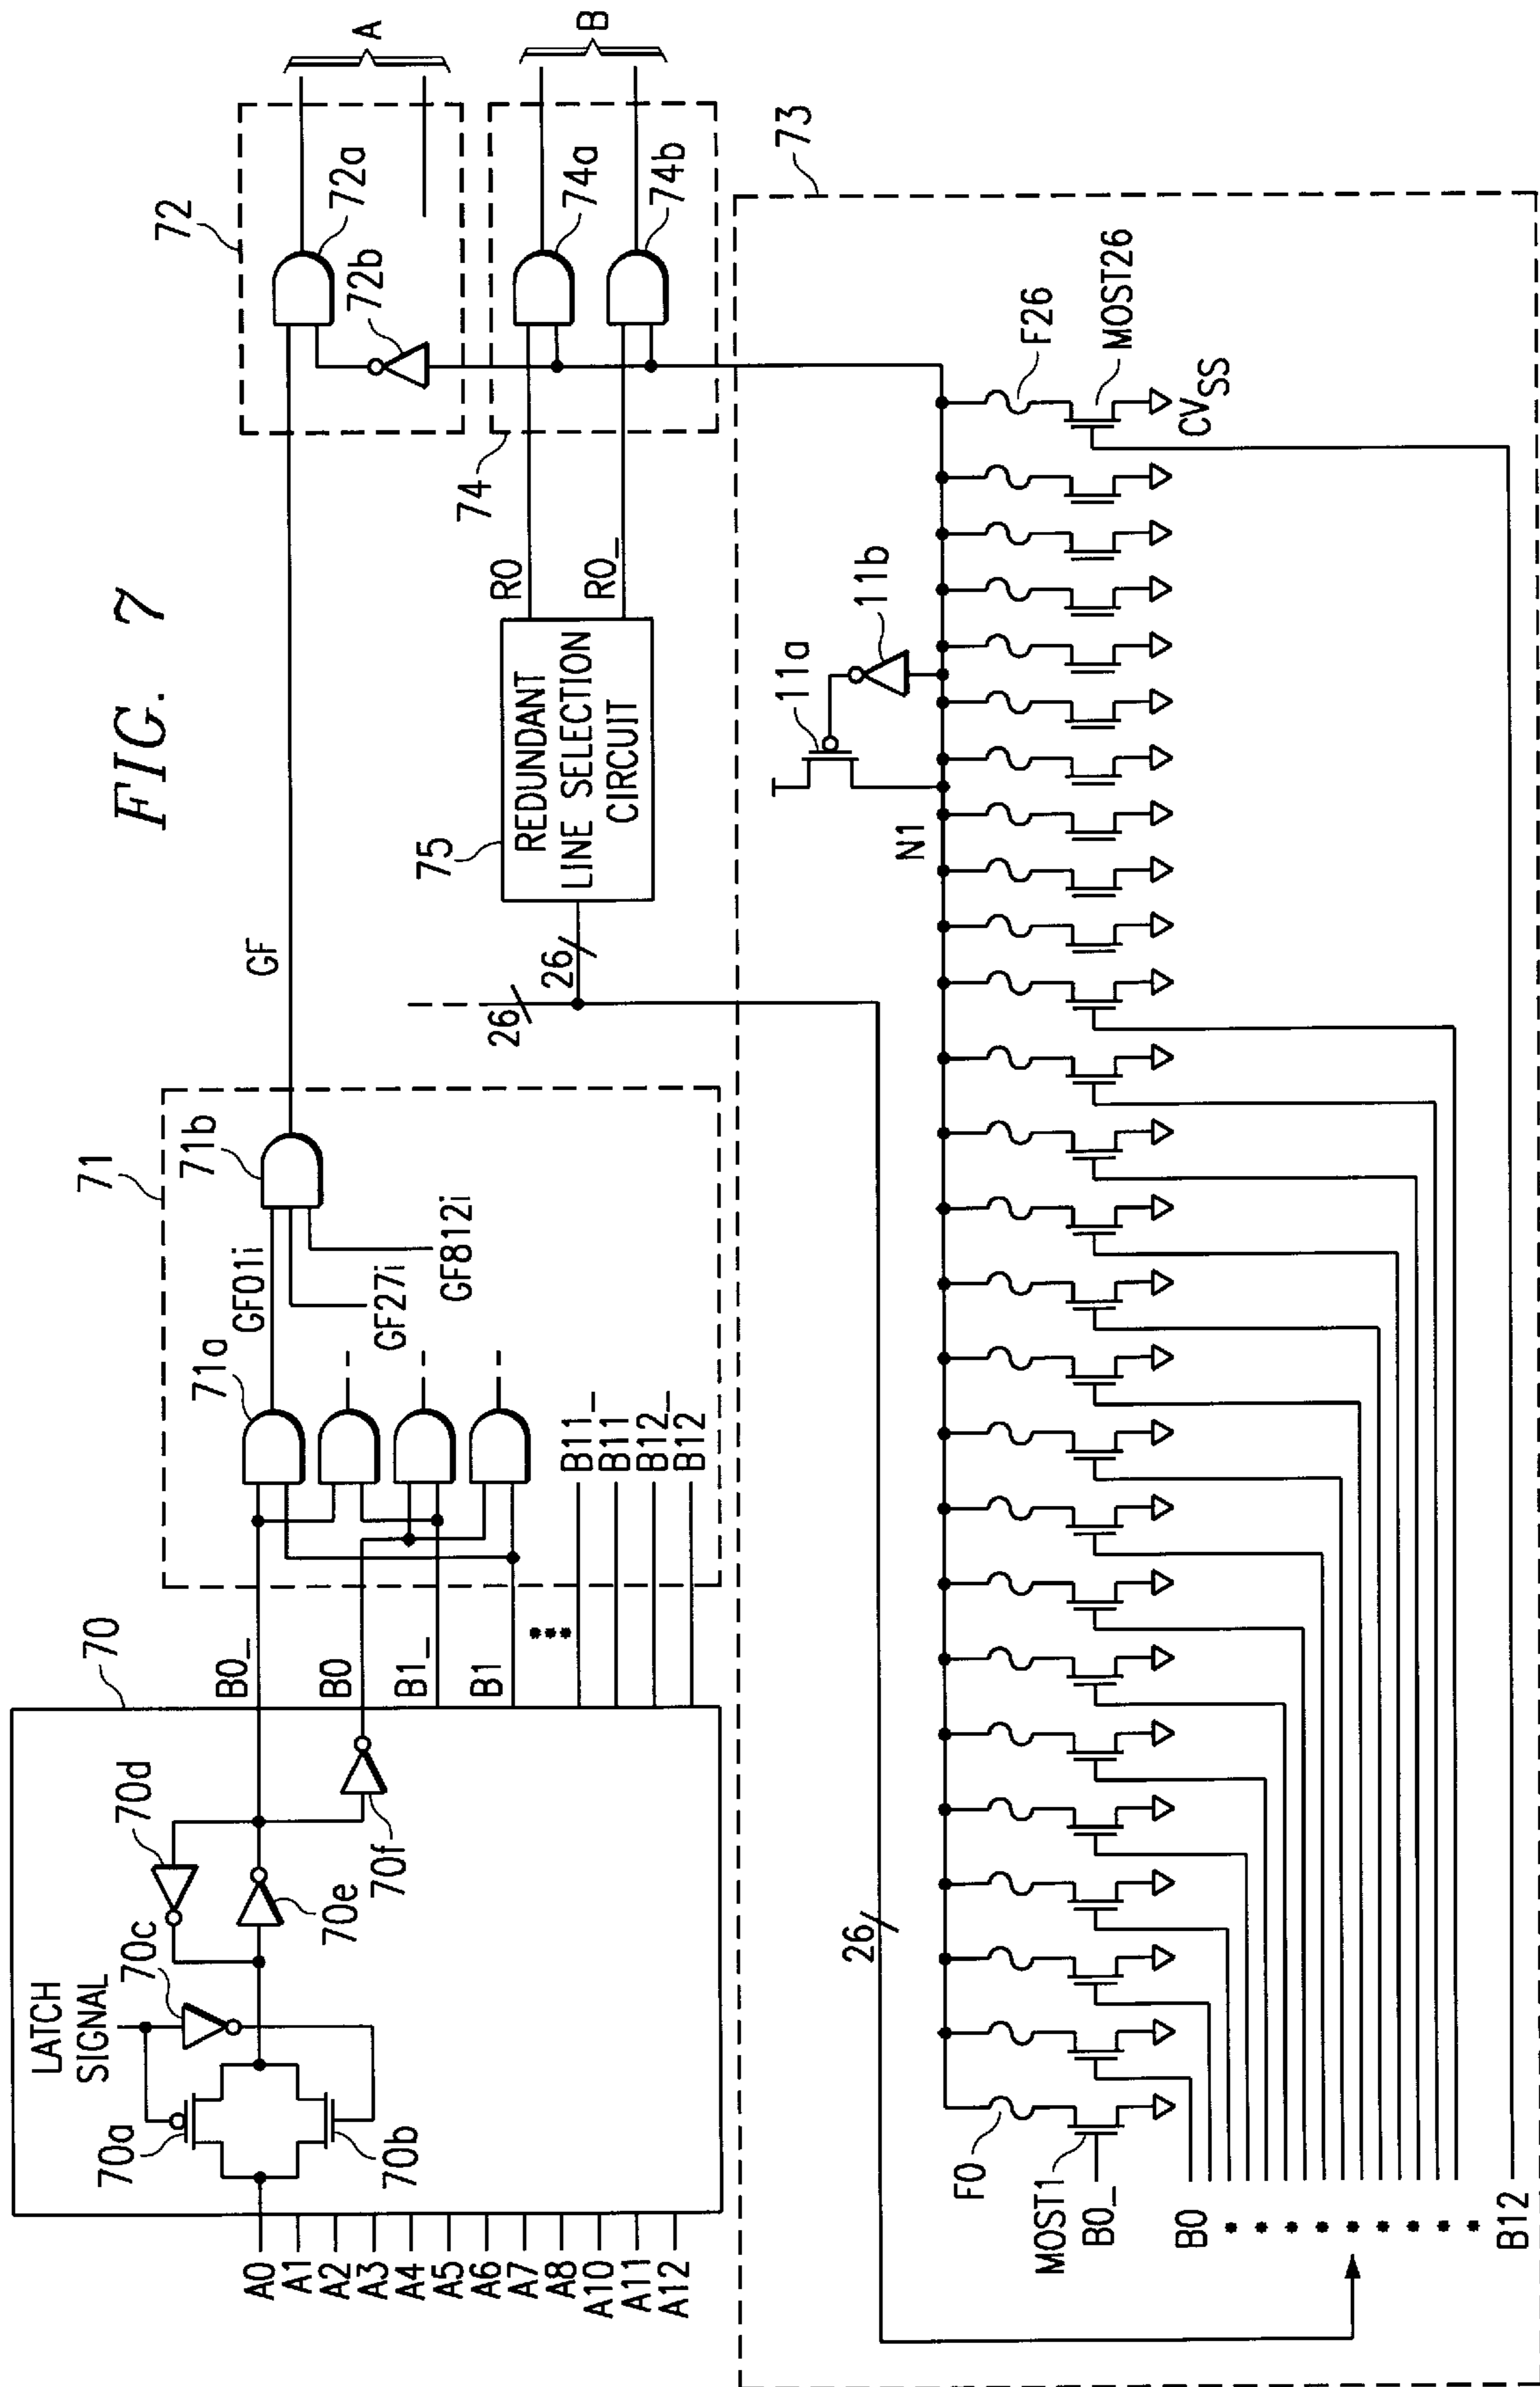 FIG. 7
70
LATCH
SIGNAL
70a
70b
70c
70d
70e
70f
A0
A1
A2
A3
A4
A5
A6
A7
A8
A10
A11
A12
B0_
B0
B1_
B1
71
71a
71b
GF01i
GF27i
GF812i
B11_
B11
B12_
B12
GF
72
72a
72b
A
74
74a
74b
B
75
REDUNDANT
LINE SELECTION
CIRCUIT
R0
R0_
26
26
26
73
11a
11b
N1
F0
MOST1
B0_
B0
B12
F26
MOST26
CVSS